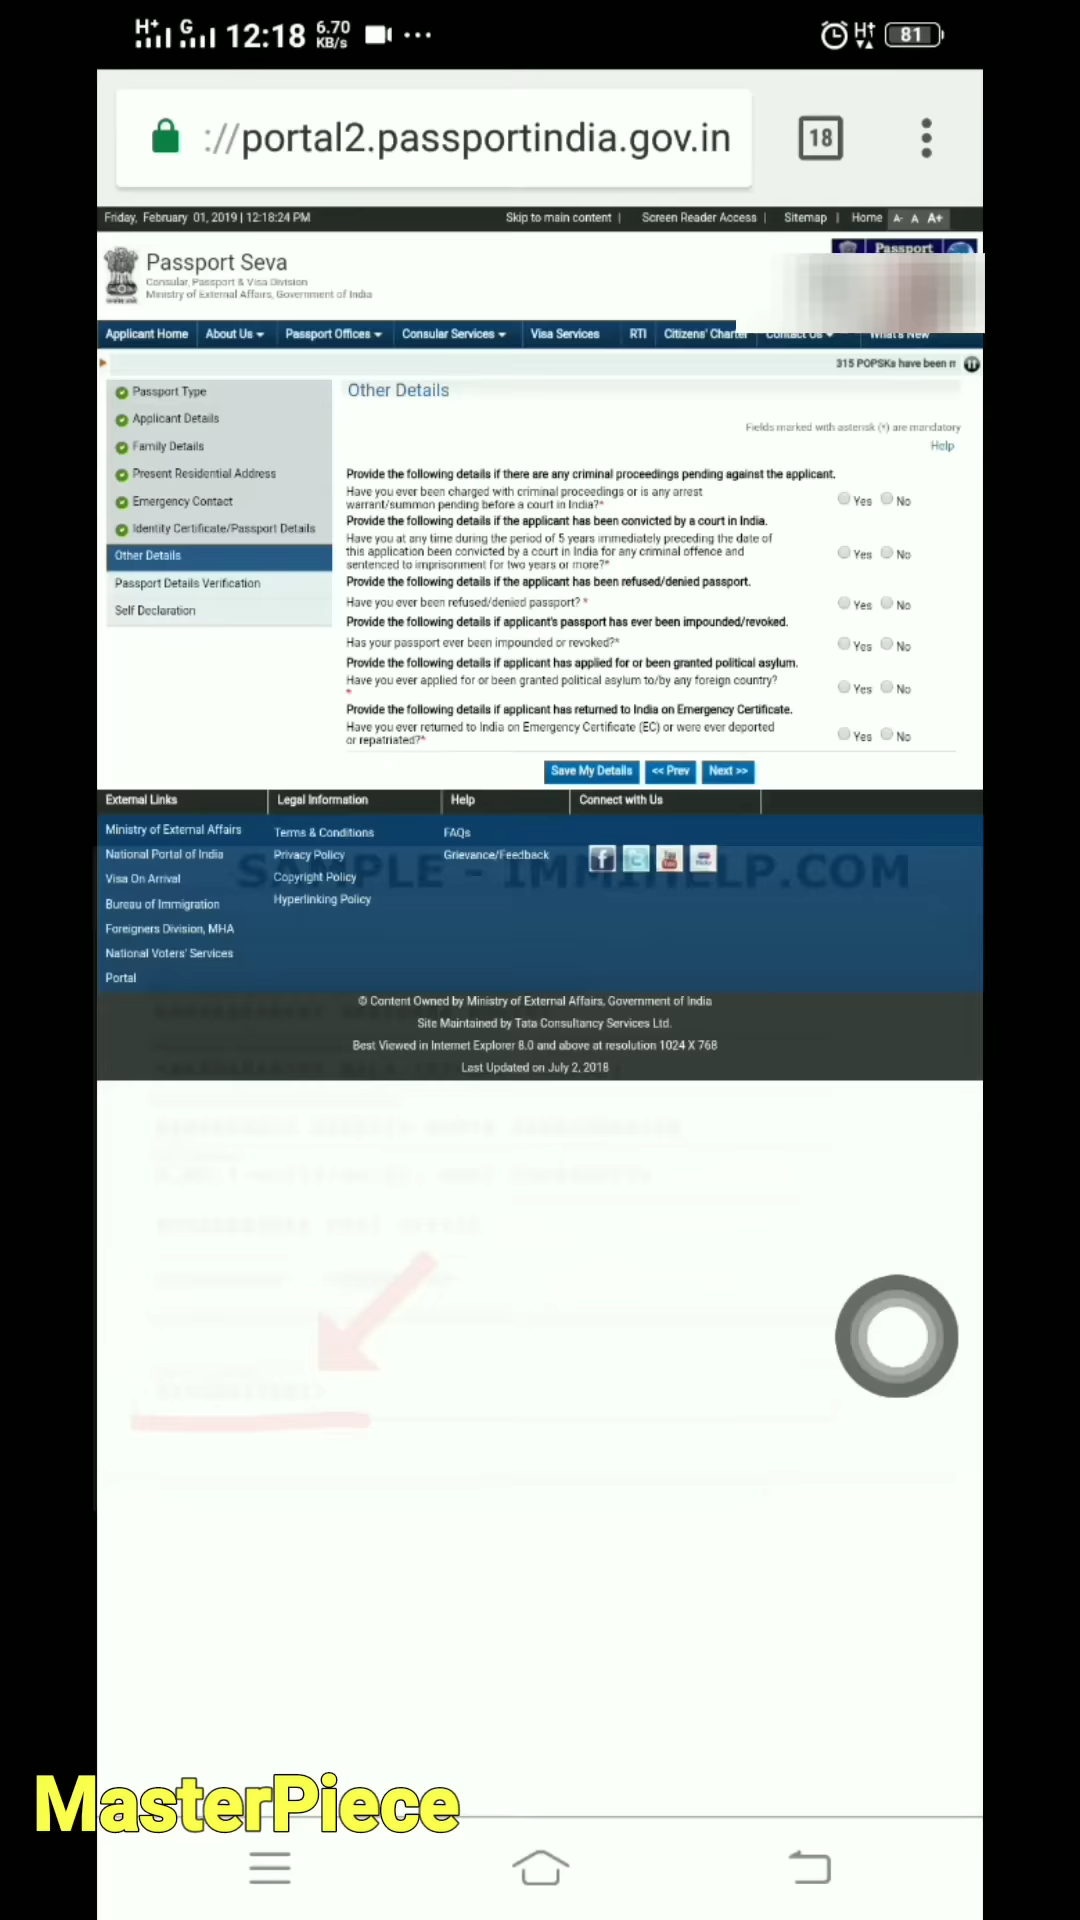 12:18 6.70 KB/s 81
://portal2.passportindia.gov.in 18
Friday, February 01, 2019 | 12:18:24 PM Skip to main content | Screen Reader Access | Sitemap | Home A- A A+
Passport
Passport Seva
Consular, Passport & Visa Division
Ministry of External Affairs, Government of India
Applicant Home About Us Passport Offices Consular Services Visa Services RTI Citizens' Charter Contact Us What's New
315 POPSKs have been
Passport Type
Applicant Details
Family Details
Present Residential Address
Emergency Contact
Identity Certificate/Passport Details
Other Details
Passport Details Verification
Self Declaration
Other Details
Fields marked with asterisk (*) are mandatory
Help
Provide the following details if there are any criminal proceedings pending against the applicant.
Have you ever been charged with criminal proceedings or is any arrest
warrant/summon pending before a court in India?* Yes No
Provide the following details if the applicant has been convicted by a court in India.
Have you at any time during the period of 5 years immediately preceding the date of
this application been convicted by a court in India for any criminal offence and
sentenced to imprisonment for two years or more?* Yes No
Provide the following details if the applicant has been refused/denied passport.
Have you ever been refused/denied passport? * Yes No
Provide the following details if applicant's passport has ever been impounded/revoked.
Has your passport ever been impounded or revoked?* Yes No
Provide the following details if applicant has applied for or been granted political asylum.
Have you ever applied for or been granted political asylum to/by any foreign country?
* Yes No
Provide the following details if applicant has returned to India on Emergency Certificate.
Have you ever returned to India on Emergency Certificate (EC) or were ever deported
or repatriated?* Yes No
Save My Details << Prev Next >>
External Links Legal Information Help Connect with Us
Ministry of External Affairs
National Portal of India
Visa On Arrival
Bureau of Immigration
Foreigners Division, MHA
National Voters' Services
Portal
Terms & Conditions
Privacy Policy
Copyright Policy
Hyperlinking Policy
FAQs
Grievance/Feedback
SAMPLE - IMMIHELP.COM
© Content Owned by Ministry of External Affairs, Government of India
Site Maintained by Tata Consultancy Services Ltd.
Best Viewed in Internet Explorer 8.0 and above at resolution 1024 X 768
Last Updated on July 2, 2018
MasterPiece